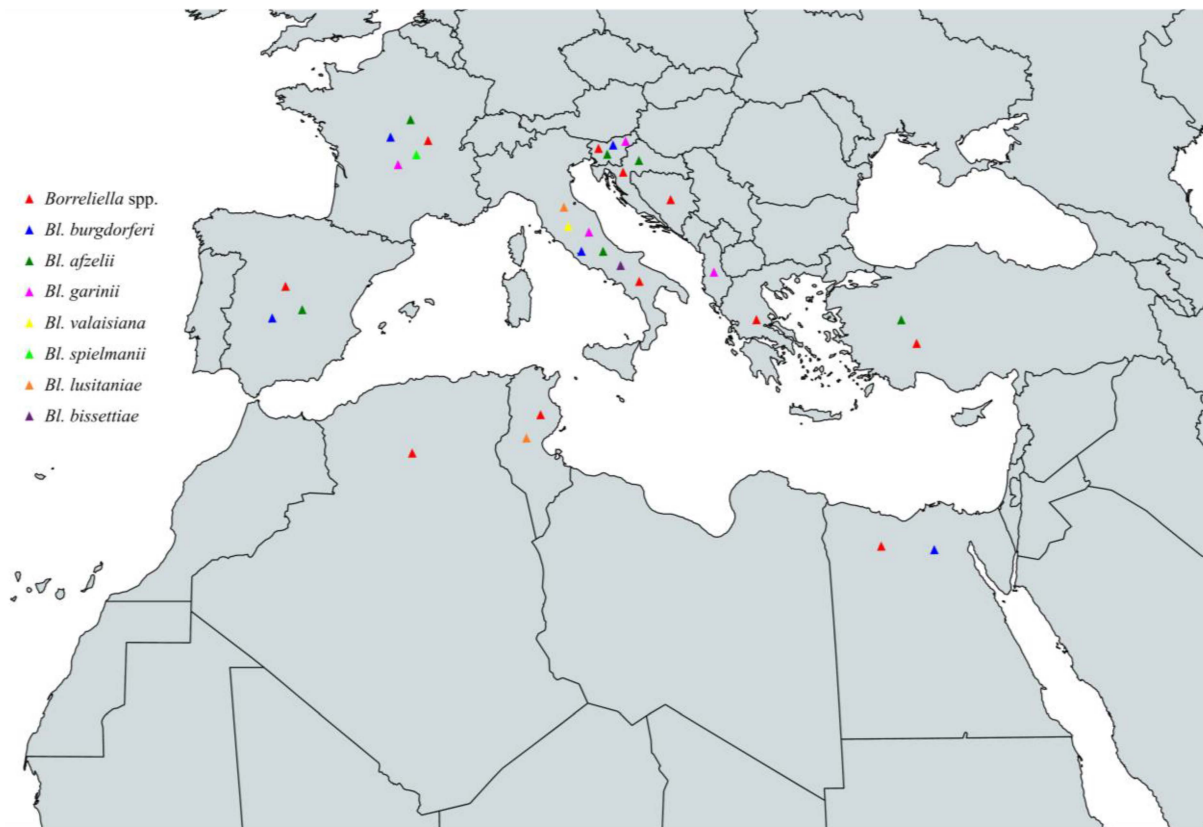 Borreliella spp.
Bl. burgdorferi
Bl. afzelii
Bl. garinii
Bl. valaisiana
Bl. spielmanii
Bl. lusitaniae
Bl. bissettiae